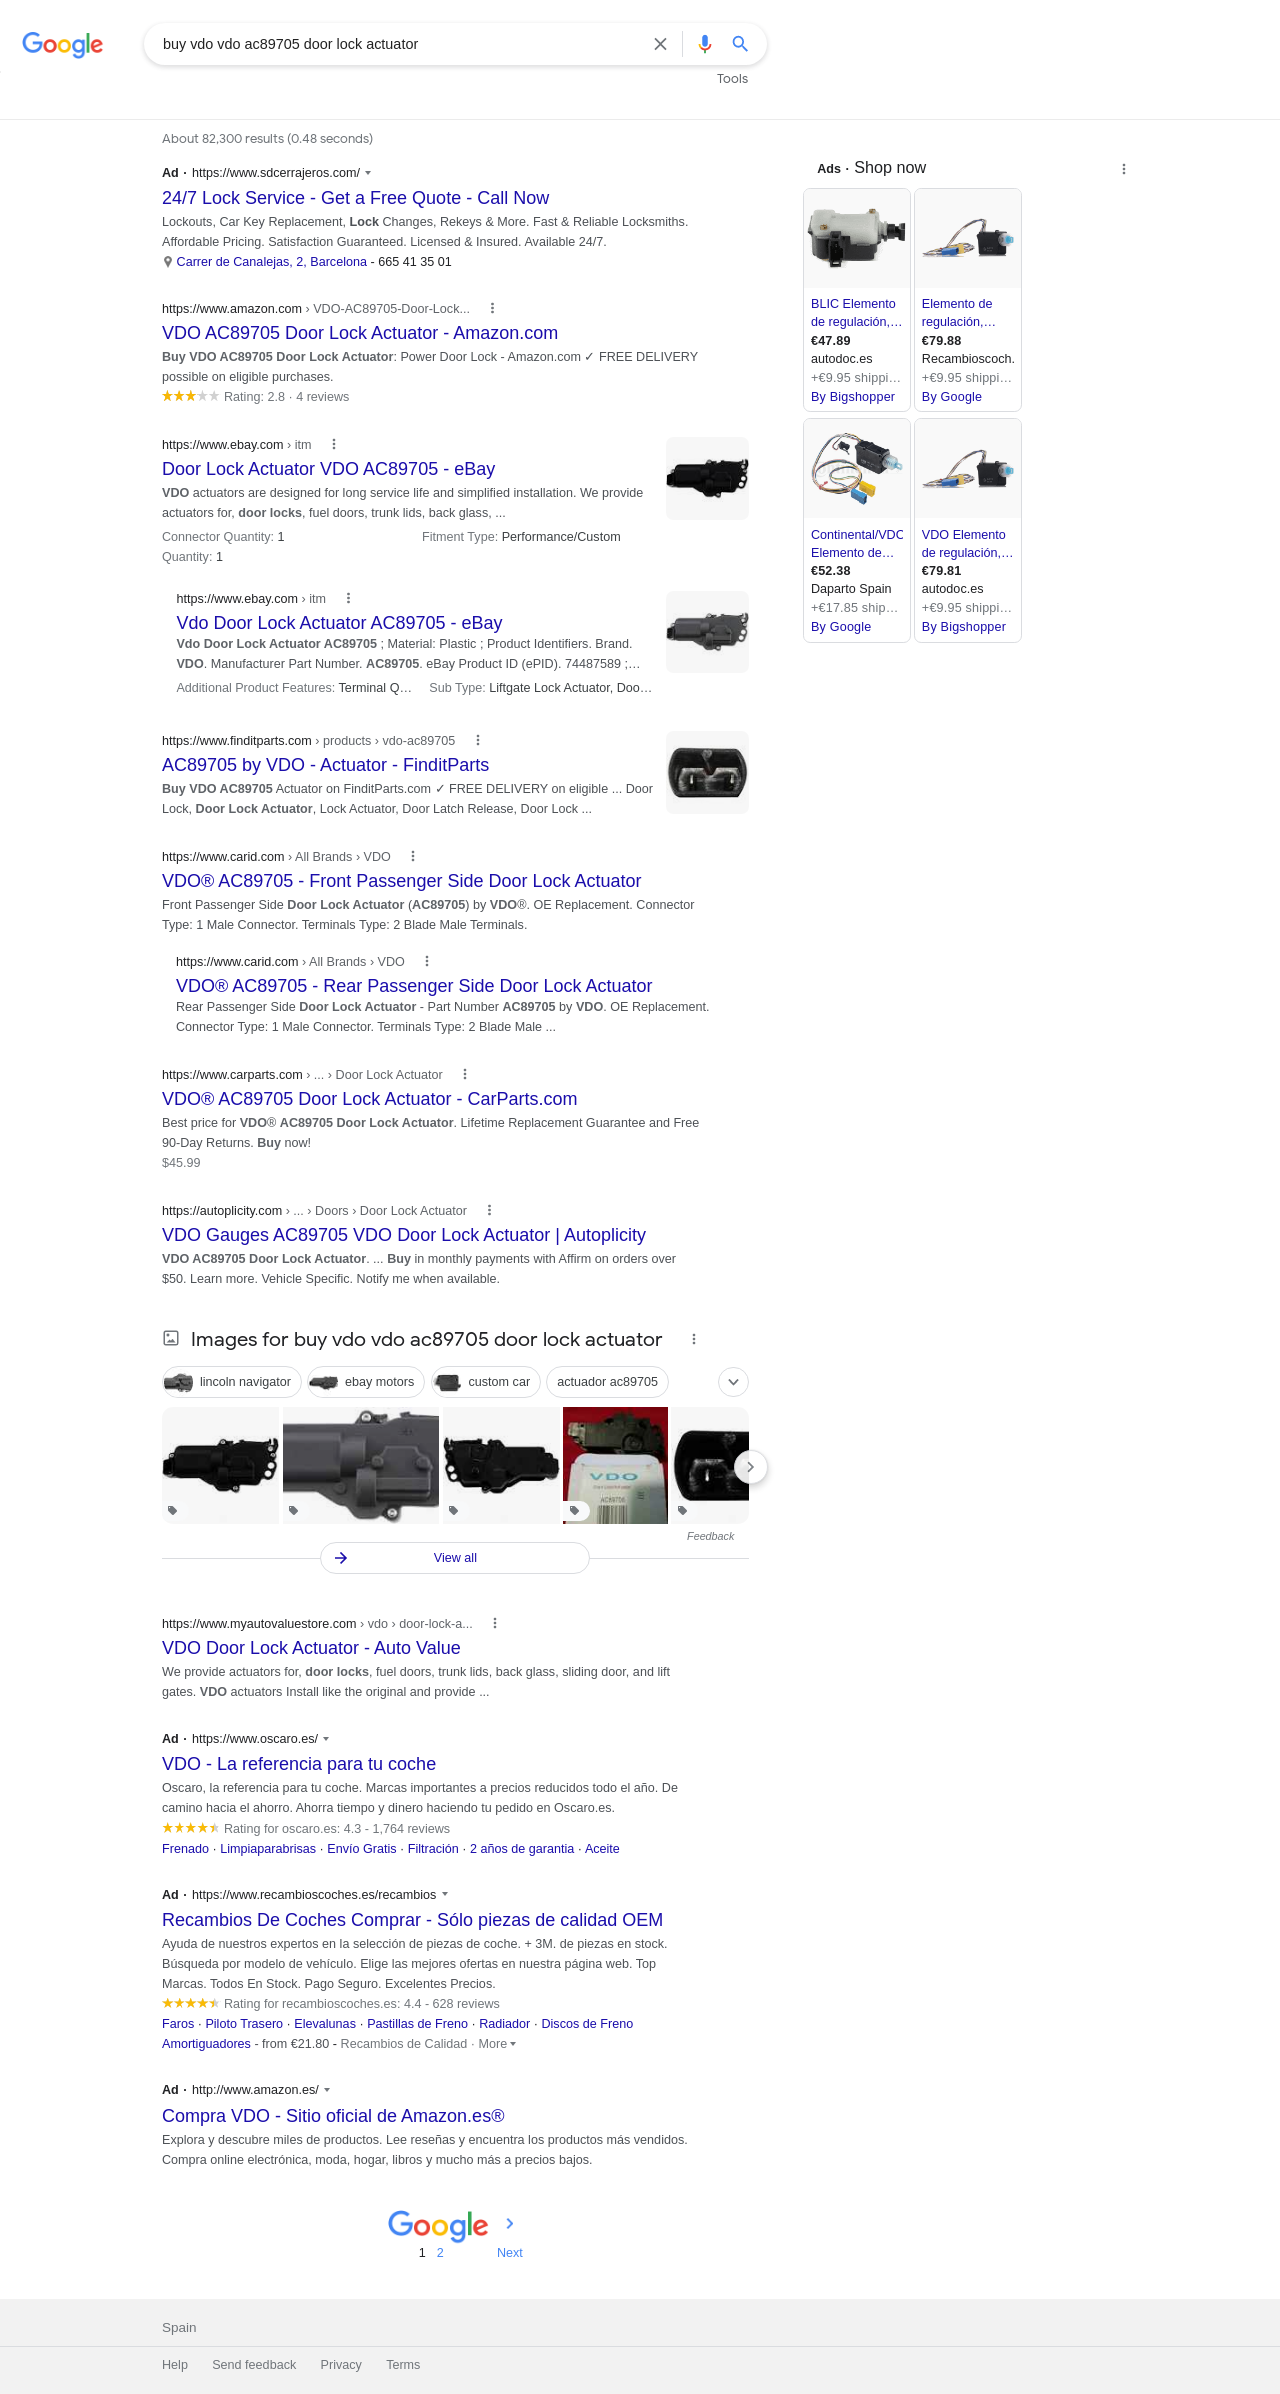 Google
buy vdo vdo ac89705 door lock actuator
Tools
About 82,300 results (0.48 seconds)
Ad · https://www.sdcerrajeros.com/
24/7 Lock Service - Get a Free Quote - Call Now
Lockouts, Car Key Replacement, Lock Changes, Rekeys & More. Fast & Reliable Locksmiths.
Affordable Pricing. Satisfaction Guaranteed. Licensed & Insured. Available 24/7.
Carrer de Canalejas, 2, Barcelona - 665 41 35 01
https://www.amazon.com › VDO-AC89705-Door-Lock...
VDO AC89705 Door Lock Actuator - Amazon.com
Buy VDO AC89705 Door Lock Actuator: Power Door Lock - Amazon.com ✓ FREE DELIVERY
possible on eligible purchases.
Rating: 2.8 · 4 reviews
https://www.ebay.com › itm
Door Lock Actuator VDO AC89705 - eBay
VDO actuators are designed for long service life and simplified installation. We provide
actuators for, door locks, fuel doors, trunk lids, back glass, ...
Connector Quantity: 1
Fitment Type: Performance/Custom
Quantity: 1
https://www.ebay.com › itm
Vdo Door Lock Actuator AC89705 - eBay
Vdo Door Lock Actuator AC89705 ; Material: Plastic ; Product Identifiers. Brand.
VDO. Manufacturer Part Number. AC89705. eBay Product ID (ePID). 74487589 ;...
Additional Product Features: Terminal Q...
Sub Type: Liftgate Lock Actuator, Doo...
https://www.finditparts.com › products › vdo-ac89705
AC89705 by VDO - Actuator - FinditParts
Buy VDO AC89705 Actuator on FinditParts.com ✓ FREE DELIVERY on eligible ... Door
Lock, Door Lock Actuator, Lock Actuator, Door Latch Release, Door Lock ...
https://www.carid.com › All Brands › VDO
VDO® AC89705 - Front Passenger Side Door Lock Actuator
Front Passenger Side Door Lock Actuator (AC89705) by VDO®. OE Replacement. Connector
Type: 1 Male Connector. Terminals Type: 2 Blade Male Terminals.
https://www.carid.com › All Brands › VDO
VDO® AC89705 - Rear Passenger Side Door Lock Actuator
Rear Passenger Side Door Lock Actuator - Part Number AC89705 by VDO. OE Replacement.
Connector Type: 1 Male Connector. Terminals Type: 2 Blade Male ...
https://www.carparts.com › ... › Door Lock Actuator
VDO® AC89705 Door Lock Actuator - CarParts.com
Best price for VDO® AC89705 Door Lock Actuator. Lifetime Replacement Guarantee and Free
90-Day Returns. Buy now!
$45.99
https://autoplicity.com › ... › Doors › Door Lock Actuator
VDO Gauges AC89705 VDO Door Lock Actuator | Autoplicity
VDO AC89705 Door Lock Actuator. ... Buy in monthly payments with Affirm on orders over
$50. Learn more. Vehicle Specific. Notify me when available.
Images for buy vdo vdo ac89705 door lock actuator
lincoln navigator
ebay motors
custom car
actuador ac89705
VDO
Feedback
View all
https://www.myautovaluestore.com › vdo › door-lock-a...
VDO Door Lock Actuator - Auto Value
We provide actuators for, door locks, fuel doors, trunk lids, back glass, sliding door, and lift
gates. VDO actuators Install like the original and provide ...
Ad · https://www.oscaro.es/
VDO - La referencia para tu coche
Oscaro, la referencia para tu coche. Marcas importantes a precios reducidos todo el año. De
camino hacia el ahorro. Ahorra tiempo y dinero haciendo tu pedido en Oscaro.es.
Rating for oscaro.es: 4.3 - 1,764 reviews
Frenado · Limpiaparabrisas · Envío Gratis · Filtración · 2 años de garantia · Aceite
Ad · https://www.recambioscoches.es/recambios
Recambios De Coches Comprar - Sólo piezas de calidad OEM
Ayuda de nuestros expertos en la selección de piezas de coche. + 3M. de piezas en stock.
Búsqueda por modelo de vehículo. Elige las mejores ofertas en nuestra página web. Top
Marcas. Todos En Stock. Pago Seguro. Excelentes Precios.
Rating for recambioscoches.es: 4.4 - 628 reviews
Faros · Piloto Trasero · Elevalunas · Pastillas de Freno · Radiador · Discos de Freno
Amortiguadores - from €21.80 - Recambios de Calidad · More
Ad · http://www.amazon.es/
Compra VDO - Sitio oficial de Amazon.es®
Explora y descubre miles de productos. Lee reseñas y encuentra los productos más vendidos.
Compra online electrónica, moda, hogar, libros y mucho más a precios bajos.
Ads · Shop now
BLIC Elemento
de regulación,...
€47.89
autodoc.es
+€9.95 shippi...
By Bigshopper
Elemento de
regulación,...
€79.88
Recambioscoch.
+€9.95 shippi...
By Google
Continental/VDO
Elemento de...
€52.38
Daparto Spain
+€17.85 ship...
By Google
VDO Elemento
de regulación,...
€79.81
autodoc.es
+€9.95 shippi...
By Bigshopper
Google
1 2 Next
Spain
Help Send feedback Privacy Terms